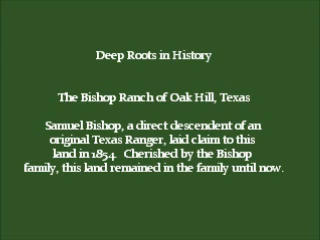 Deep Roots in History
The Bishop Ranch of Oak Hill, Texas
Samuel Bishop, a direct descendent of an
original Texas Ranger, laid claim to this
land in 1854. Cherished by the Bishop
family, this land remained in the family until now.